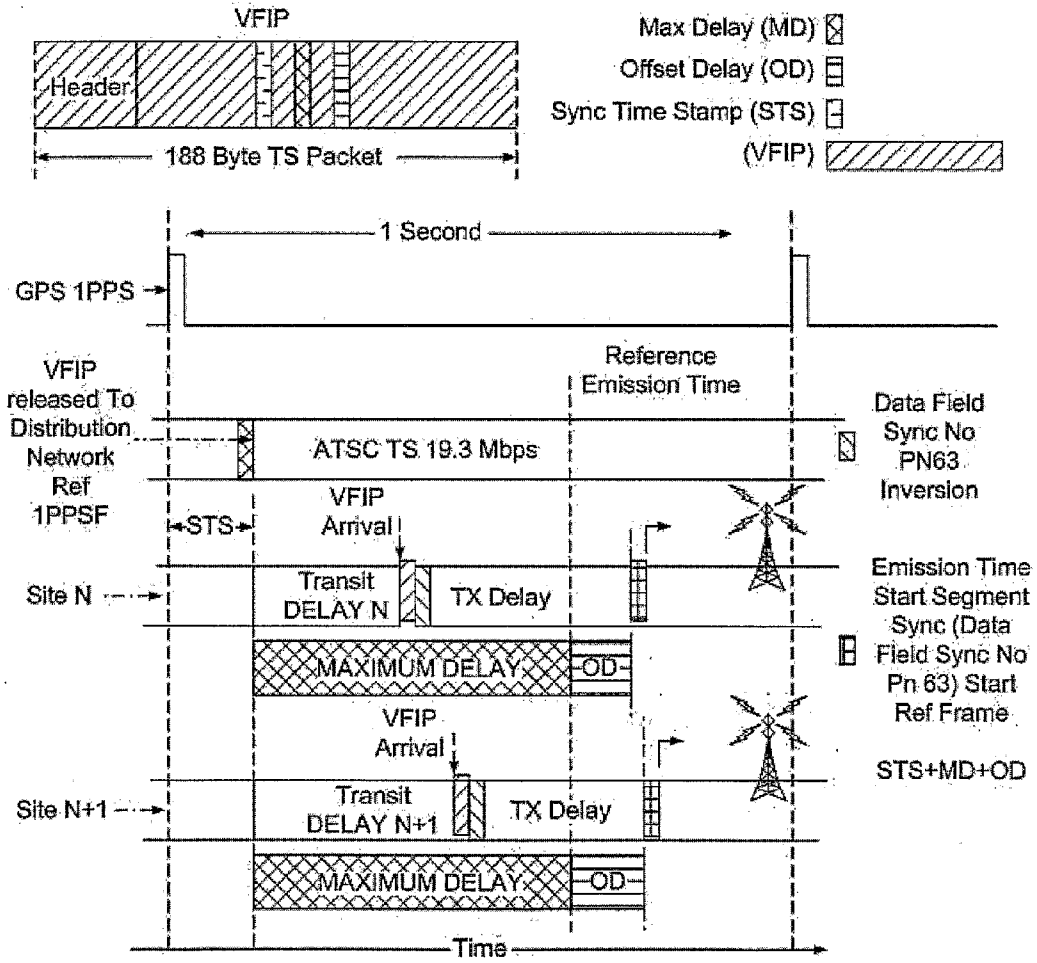 VFIP
Header
188 Byte TS Packet
Max Delay (MD)
Offset Delay (OD)
Sync Time Stamp (STS)
(VFIP)
1 Second
GPS 1PPS
VFIP
released To
Distribution
Network
Ref
1PPSF
Reference
Emission Time
ATSC TS 19.3 Mbps
Data Field
Sync No
PN63
Inversion
STS
VFIP
Arrival
Site N
Transit
DELAY N
TX Delay
MAXIMUM DELAY
OD
Emission Time
Start Segment
Sync (Data
Field Sync No
Pn 63) Start
Ref Frame
STS+MD+OD
VFIP
Arrival
Site N+1
Transit
DELAY N+1
TX Delay
MAXIMUM DELAY
OD
Time